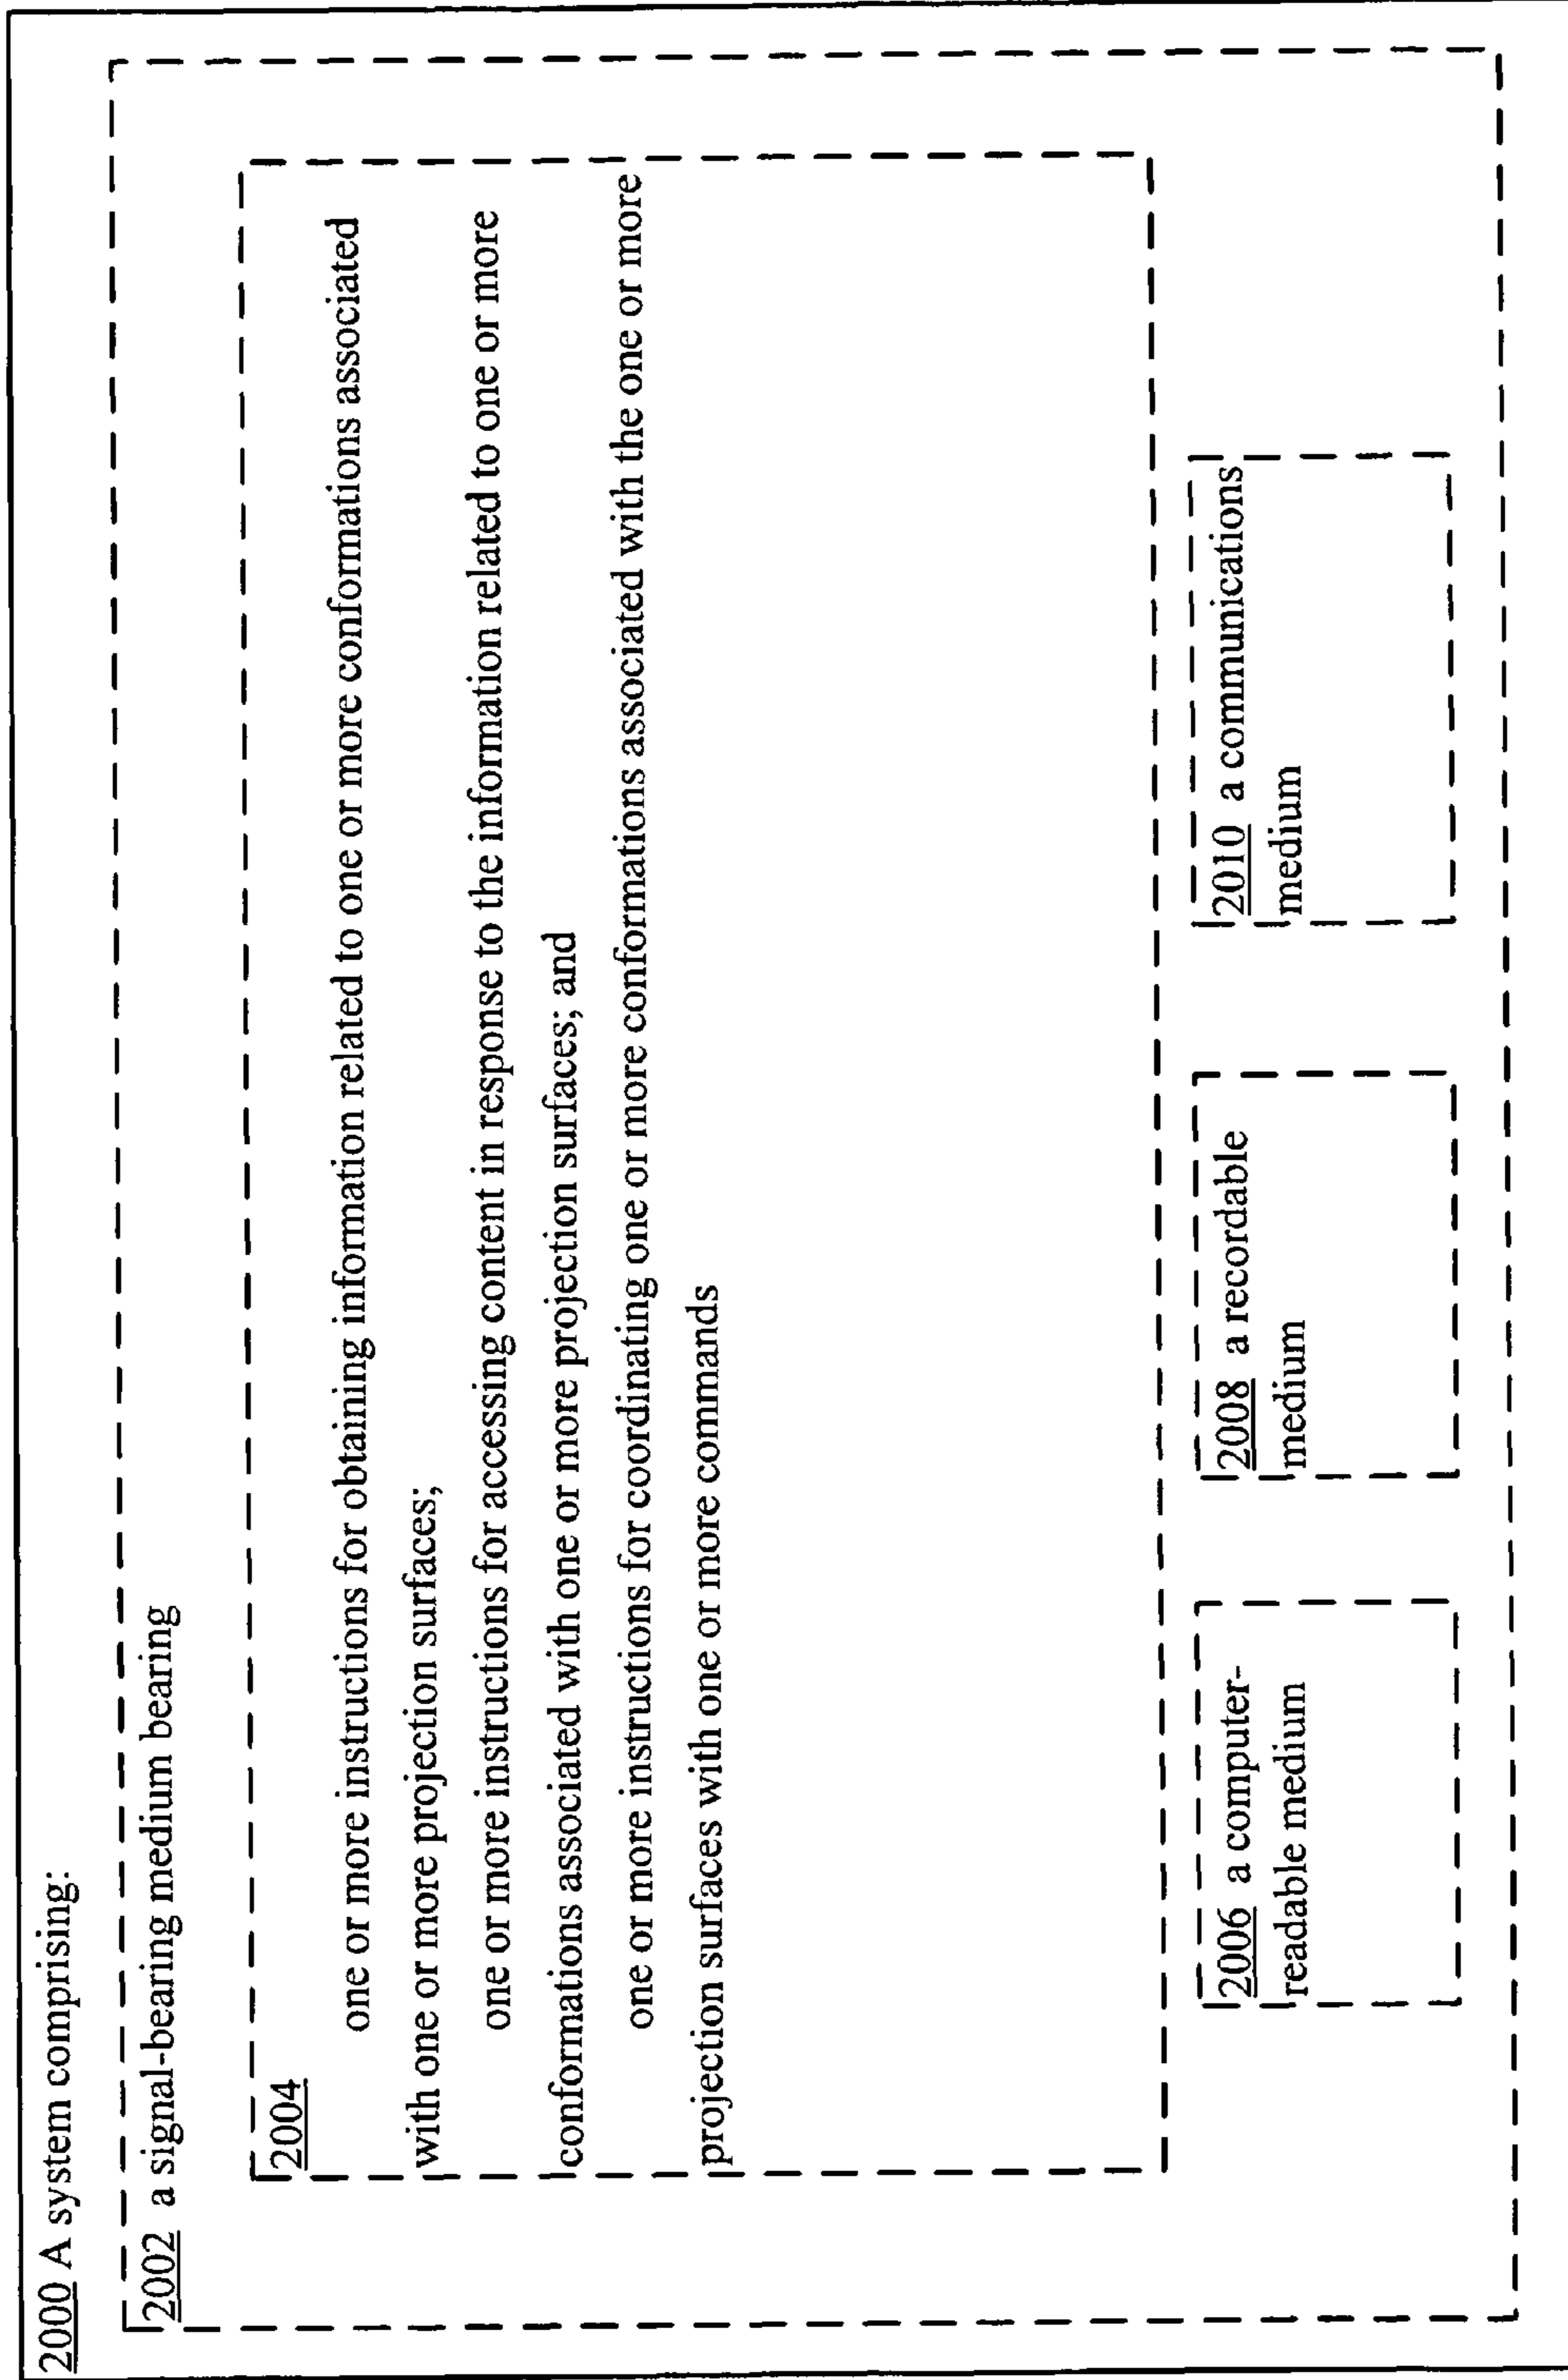 2000 A system comprising:
2002 a signal-bearing medium bearing
2004
one or more instructions for obtaining information related to one or more conformations associated
with one or more projection surfaces;
one or more instructions for accessing content in response to the information related to one or more
conformations associated with one or more projection surfaces; and
one or more instructions for coordinating one or more conformations associated with the one or more
projection surfaces with one or more commands
2006 a computer-
readable medium
2008 a recordable
medium
2010 a communications
medium